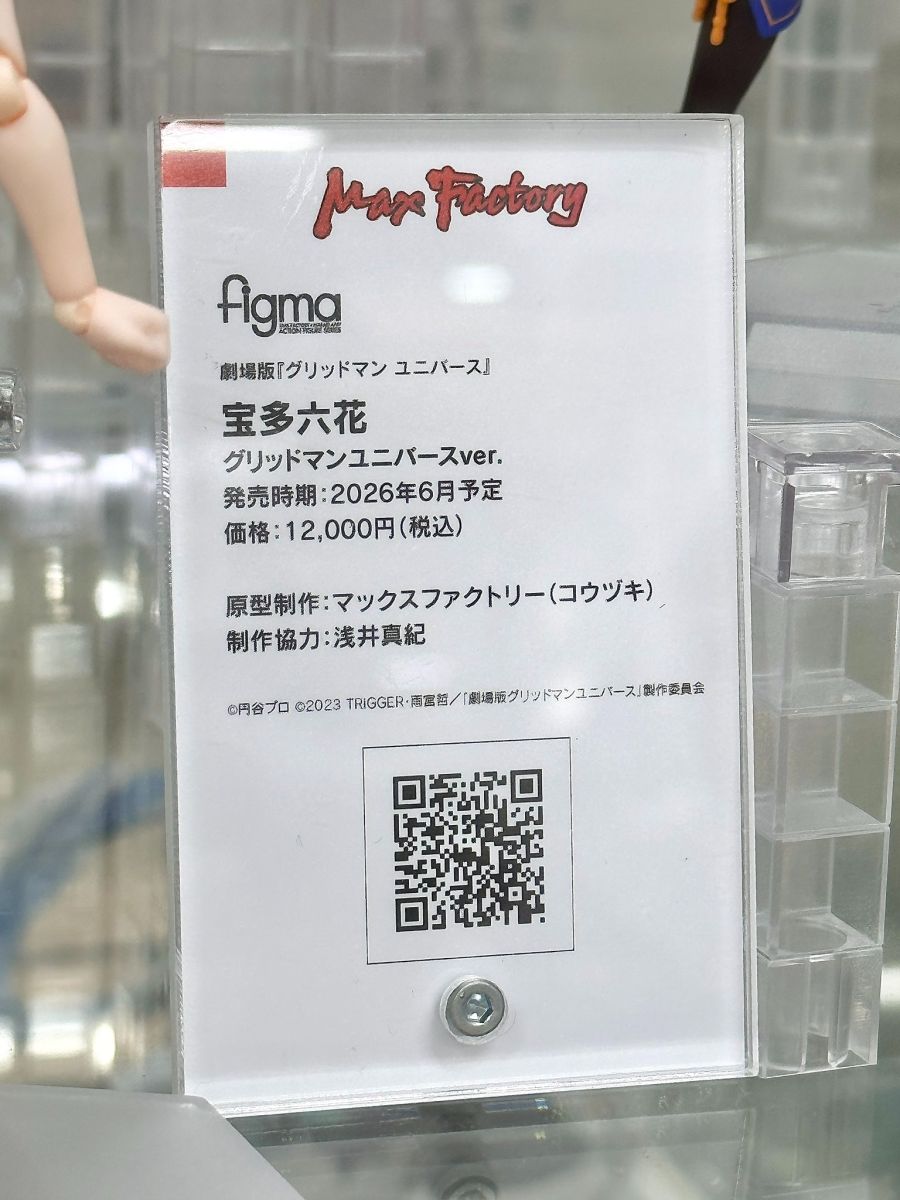 Max Factory
figma
ACTION FIGURE SERIES
劇場版『グリッドマン ユニバース』
宝多六花
グリッドマンユニバースver.
発売時期：2026年6月予定
価格：12,000円（税込）
原型制作：マックスファクトリー（コウヅキ）
制作協力：浅井真紀
©円谷プロ ©2023 TRIGGER・雨宮哲／「劇場版グリッドマンユニバース」製作委員会